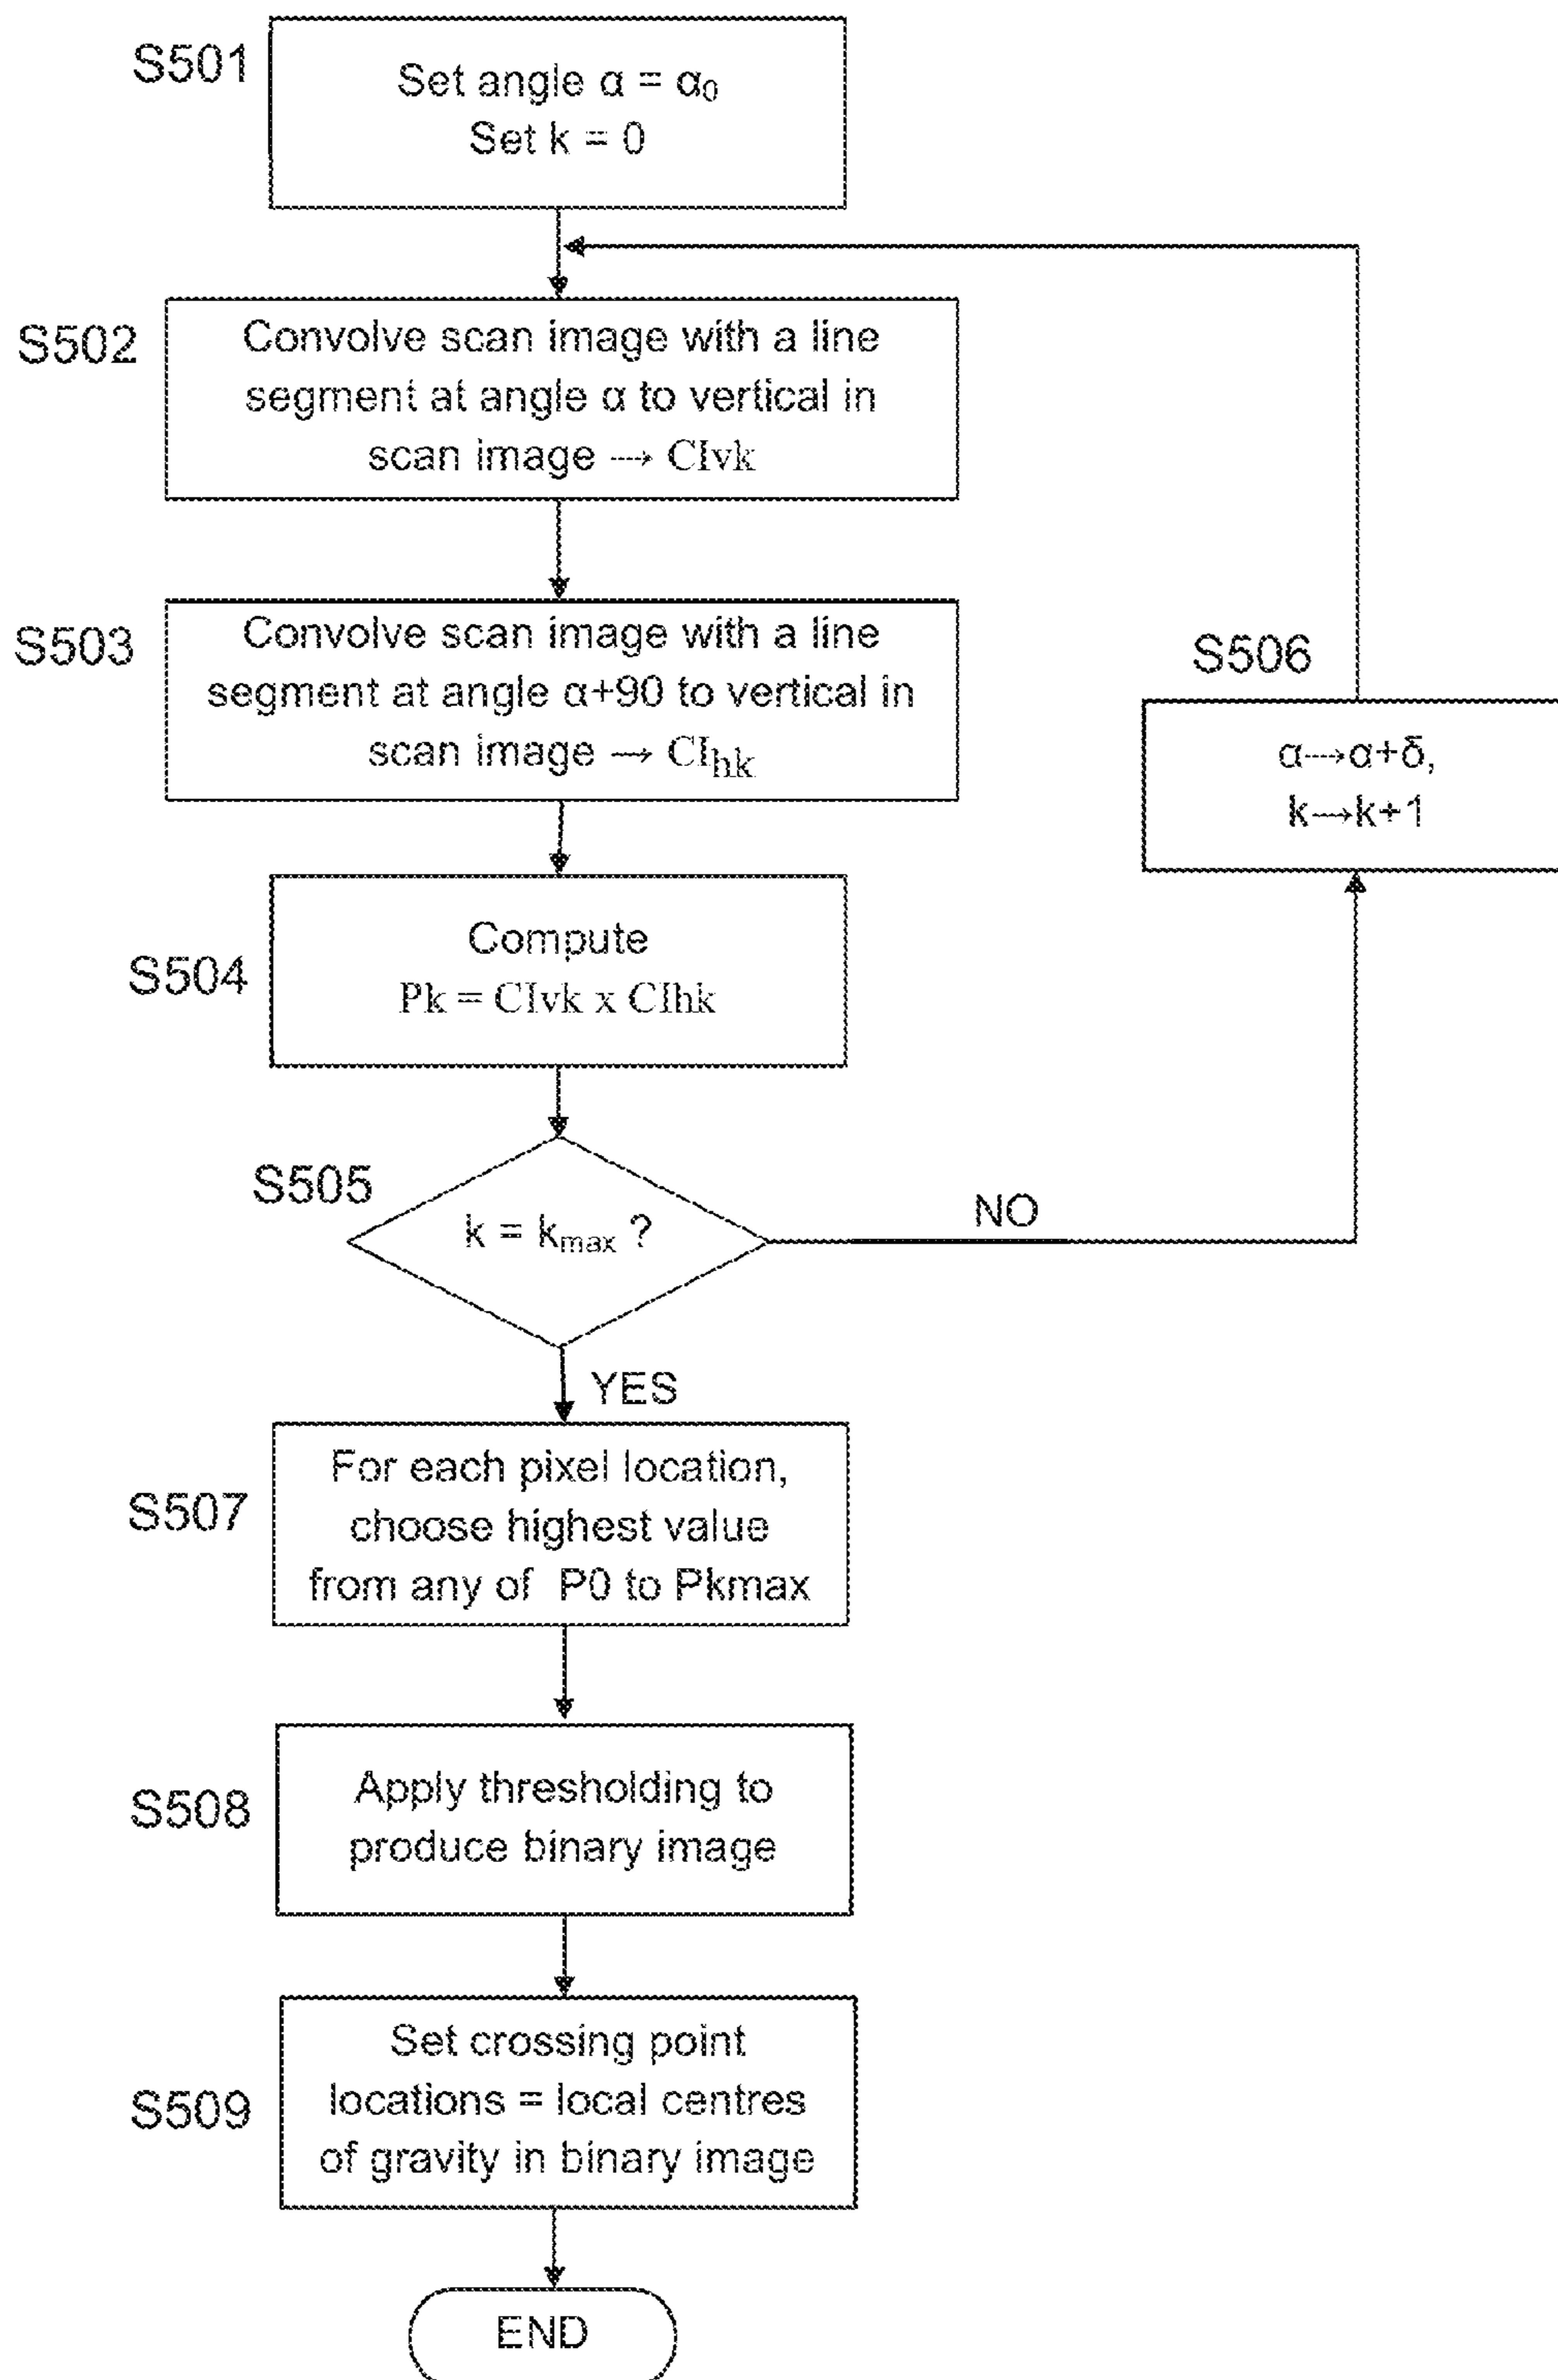 S501
Set angle α = α₀
Set k = 0
S502
Convolve scan image with a line
segment at angle α to vertical in
scan image → CIvk
S503
Convolve scan image with a line
segment at angle α+90 to vertical in
scan image → CIhk
S506
α→α+δ,
k→k+1
S504
Compute
Pk = CIvk x CIhk
S505
k = kmax ?
NO
YES
S507
For each pixel location,
choose highest value
from any of P0 to Pkmax
S508
Apply thresholding to
produce binary image
S509
Set crossing point
locations = local centres
of gravity in binary image
END